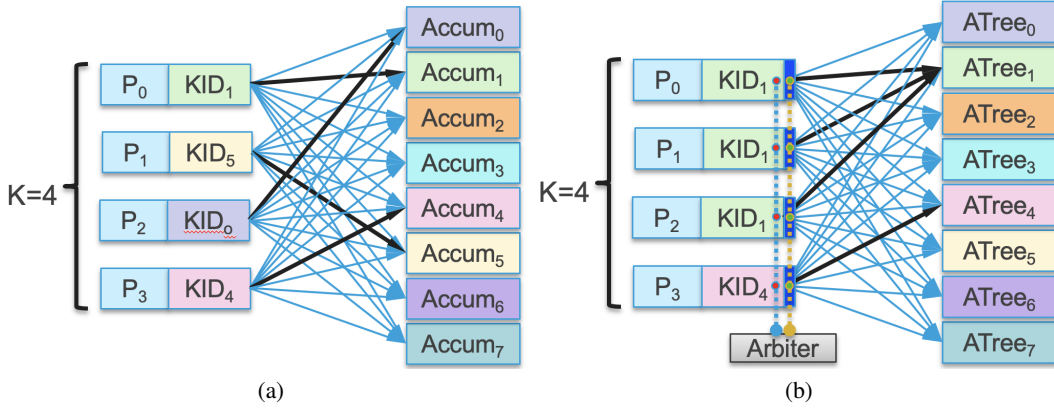 K=4
P₀ KID₁
P₁ KID₅
P₂ KIDₒ
P₃ KID₄
Accum₀
Accum₁
Accum₂
Accum₃
Accum₄
Accum₅
Accum₆
Accum₇
(a)
K=4
P₀ KID₁
P₁ KID₁
P₂ KID₁
P₃ KID₄
Arbiter
ATree₀
ATree₁
ATree₂
ATree₃
ATree₄
ATree₅
ATree₆
ATree₇
(b)